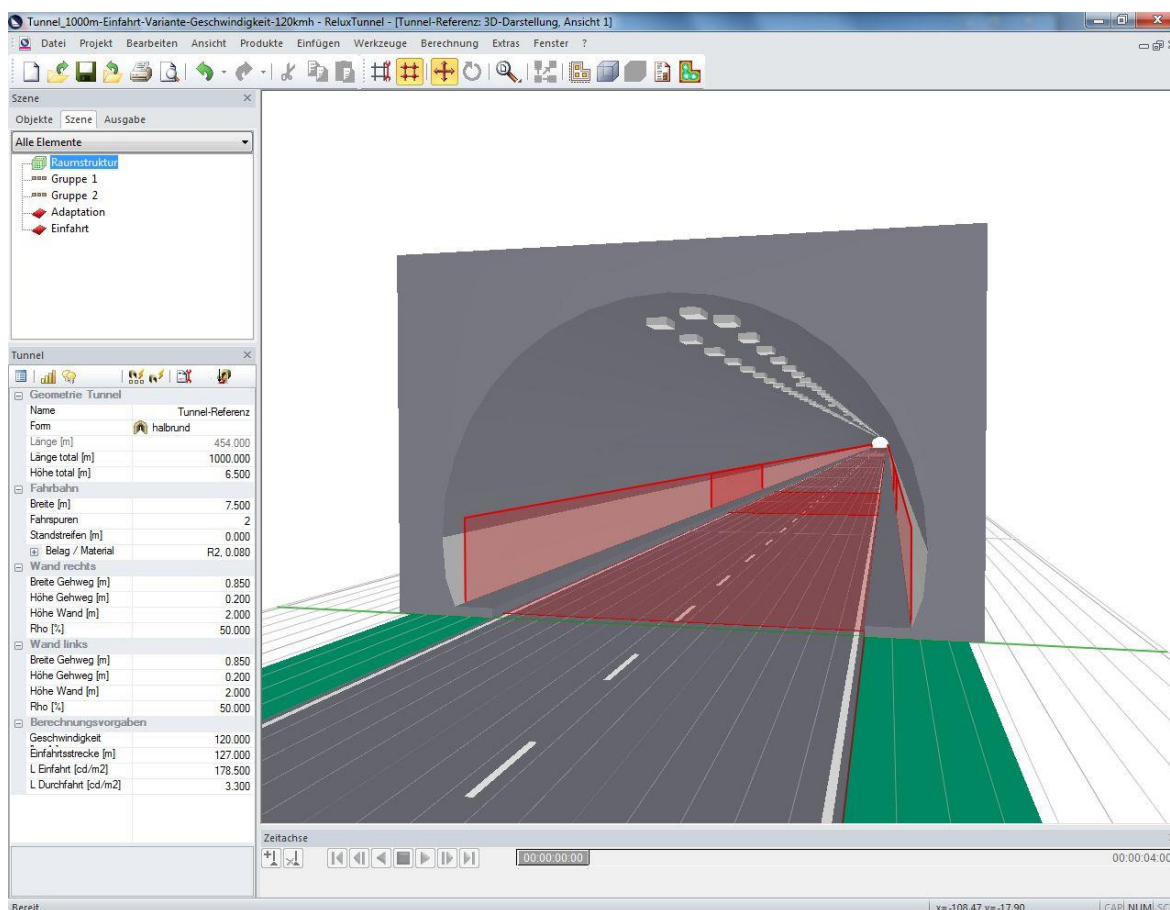 Tunnel_1000m-Einfahrt-Variante-Geschwindigkeit-120kmh - ReluxTunnel - [Tunnel-Referenz: 3D-Darstellung, Ansicht 1]
Datei Projekt Bearbeiten Ansicht Produkte Einfügen Werkzeuge Berechnung Extras Fenster ?
Szene
Objekte Szene Ausgabe
Alle Elemente
Raumstruktur
Gruppe 1
Gruppe 2
Adaptation
Einfahrt
Tunnel
Geometrie Tunnel
Name Tunnel-Referenz
Form halbrund
Länge [m] 454.000
Länge total [m] 1000.000
Höhe total [m] 6.500
Fahrbahn
Breite [m] 7.500
Fahrspuren 2
Standstreifen [m] 0.000
Belag / Material R2, 0.080
Wand rechts
Breite Gehweg [m] 0.850
Höhe Gehweg [m] 0.200
Höhe Wand [m] 2.000
Rho [%] 50.000
Wand links
Breite Gehweg [m] 0.850
Höhe Gehweg [m] 0.200
Höhe Wand [m] 2.000
Rho [%] 50.000
Berechnungsvorgaben
Geschwindigkeit 120.000
Einfahrtsstrecke [m] 127.000
L Einfahrt [cd/m2] 178.500
L Durchfahrt [cd/m2] 3.300
Zeitachse
00:00:00:00 00:00:04:00
Bereit x=-108.47 y=-17.90 CAP NUM SC